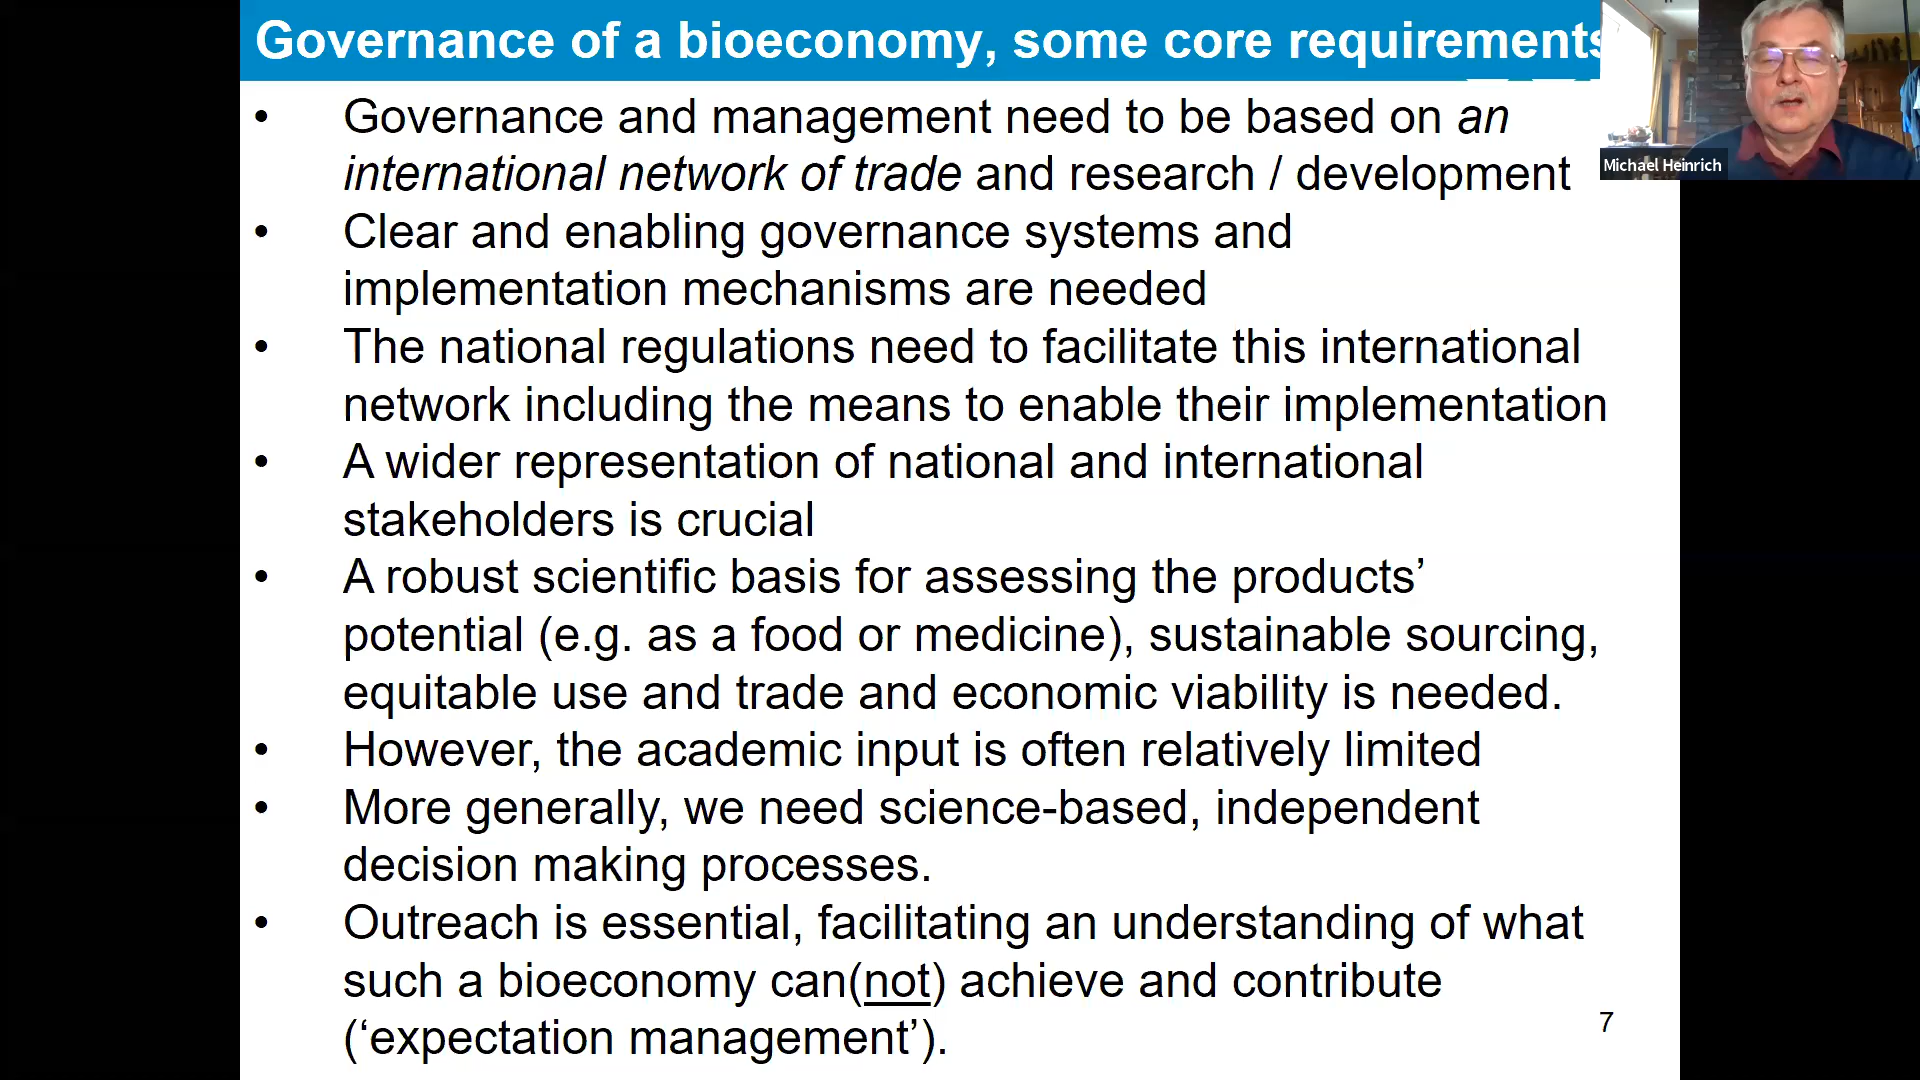 Governance of a bioeconomy, some core requirements
Michael Heinrich
• Governance and management need to be based on an
international network of trade and research / development
• Clear and enabling governance systems and
implementation mechanisms are needed
• The national regulations need to facilitate this international
network including the means to enable their implementation
• A wider representation of national and international
stakeholders is crucial
• A robust scientific basis for assessing the products’
potential (e.g. as a food or medicine), sustainable sourcing,
equitable use and trade and economic viability is needed.
• However, the academic input is often relatively limited
• More generally, we need science-based, independent
decision making processes.
• Outreach is essential, facilitating an understanding of what
such a bioeconomy can(not) achieve and contribute
(‘expectation management’).
7